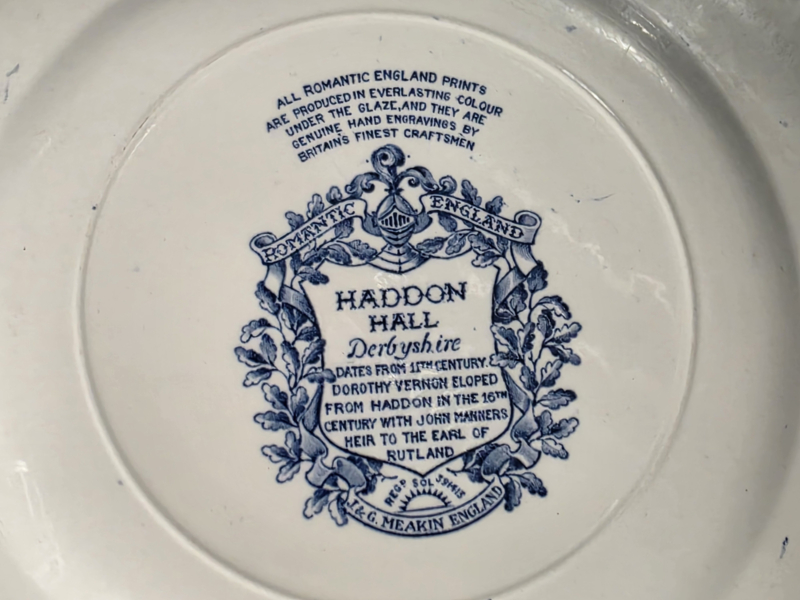 ALL ROMANTIC ENGLAND PRINTS
ARE PRODUCED IN EVERLASTING COLOUR
UNDER THE GLAZE, AND THEY ARE
GENUINE HAND ENGRAVINGS BY
BRITAIN'S FINEST CRAFTSMEN
ROMANTIC ENGLAND
HADDON
HALL
Derbyshire
DATES FROM 11TH CENTURY.
DOROTHY VERNON ELOPED
FROM HADDON IN THE 16TH
CENTURY WITH JOHN MANNERS
HEIR TO THE EARL OF
RUTLAND
REGD SOL 391413
J.& G. MEAKIN ENGLAND